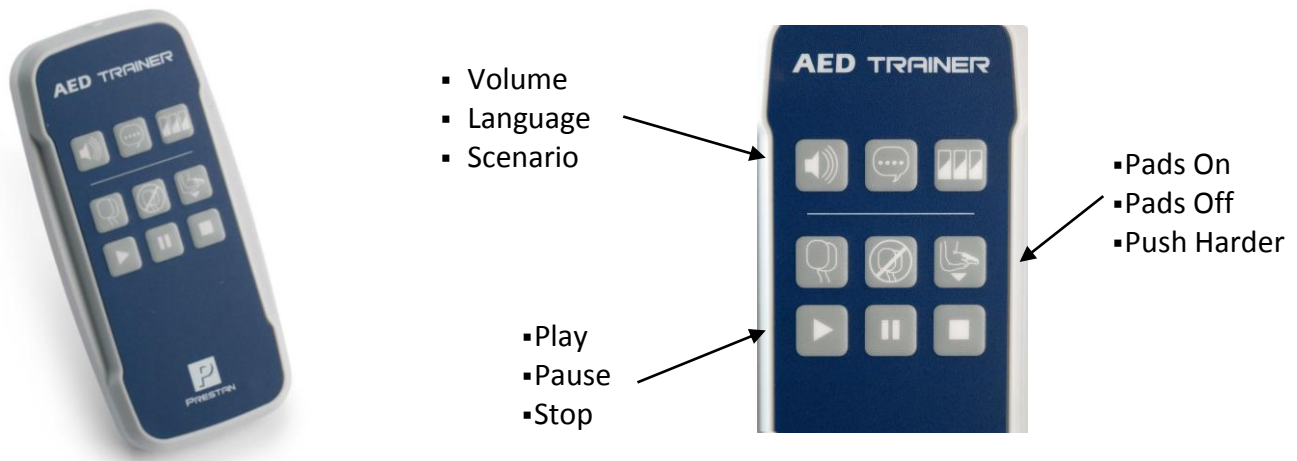 AED TRAINER
PRESTAN
▪ Volume
▪ Language
▪ Scenario
AED TRAINER
▪Pads On
▪Pads Off
▪Push Harder
▪Play
▪Pause
▪Stop